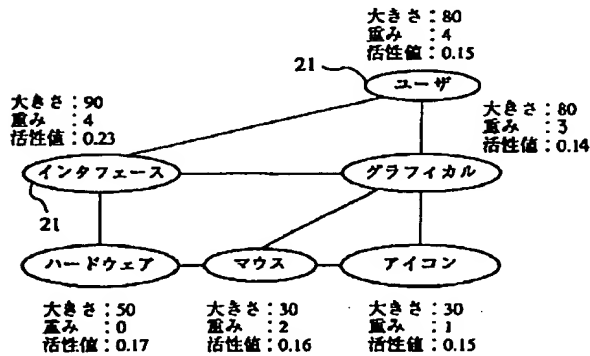 大きさ：80
重み　：4
活性値：0.15
21
ユーザ
大きさ：90
重み　：4
活性値：0.23
大きさ：80
重み　：3
活性値：0.14
インタフェース
グラフィカル
21
ハードウェア
マウス
アイコン
大きさ：50
重み　：0
活性値：0.17
大きさ：30
重み　：2
活性値：0.16
大きさ：30
重み　：1
活性値：0.15